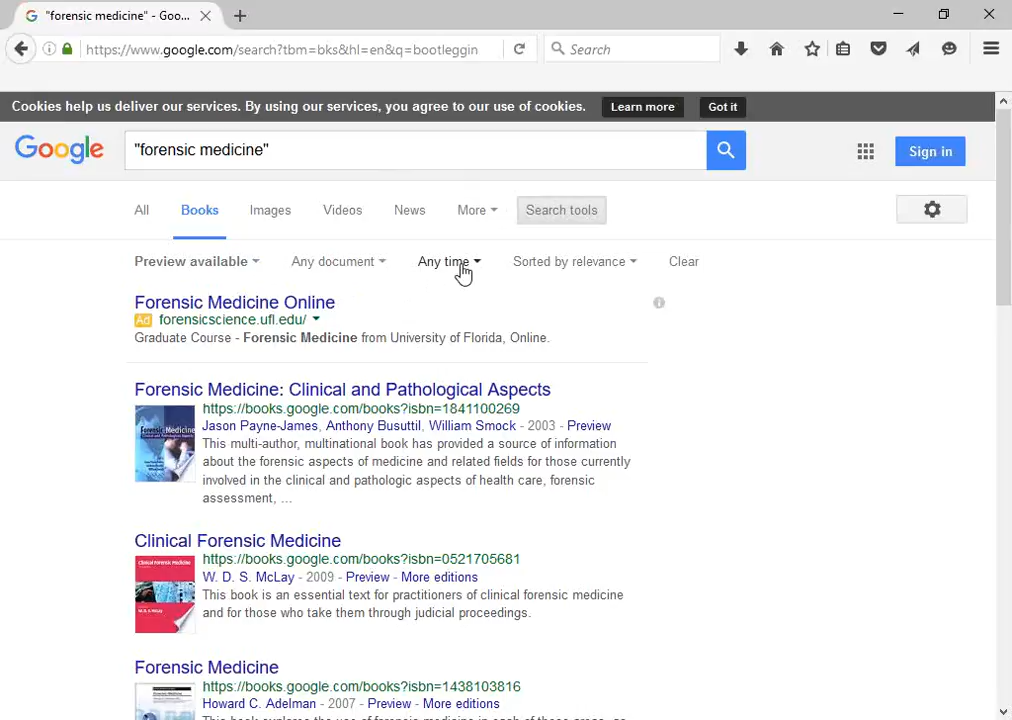 "forensic medicine" - Goo...
https://www.google.com/search?tbm=bks&hl=en&q=bootleggin
Search
Cookies help us deliver our services. By using our services, you agree to our use of cookies. Learn more Got it
Google
"forensic medicine"
Sign in
All Books Images Videos News More Search tools
Preview available Any document Any time Sorted by relevance Clear
Forensic Medicine Online
Ad forensicscience.ufl.edu/
Graduate Course - Forensic Medicine from University of Florida, Online.
Forensic Medicine: Clinical and Pathological Aspects
https://books.google.com/books?isbn=1841100269
Jason Payne-James, Anthony Busuttil, William Smock - 2003 - Preview
This multi-author, multinational book has provided a source of information
about the forensic aspects of medicine and related fields for those currently
involved in the clinical and pathologic aspects of health care, forensic
assessment, ...
Clinical Forensic Medicine
https://books.google.com/books?isbn=0521705681
W. D. S. McLay - 2009 - Preview - More editions
This book is an essential text for practitioners of clinical forensic medicine
and for those who take them through judicial proceedings.
Forensic Medicine
https://books.google.com/books?isbn=1438103816
Howard C. Adelman - 2007 - Preview - More editions